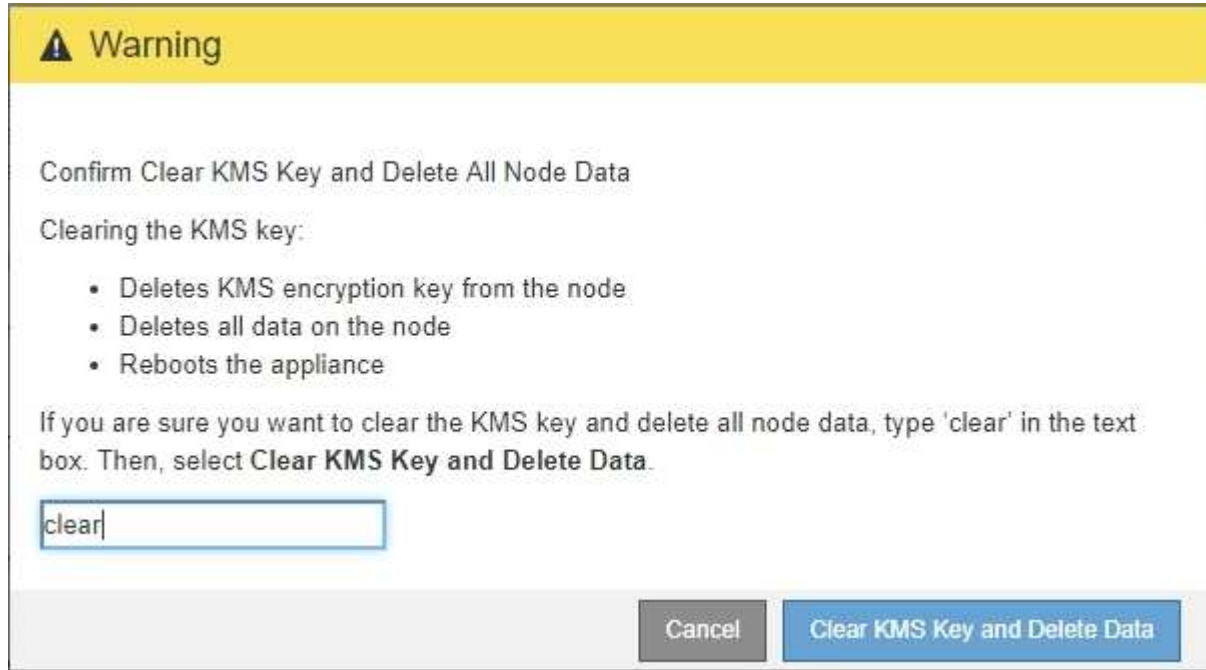 Warning
Confirm Clear KMS Key and Delete All Node Data
Clearing the KMS key:
• Deletes KMS encryption key from the node
• Deletes all data on the node
• Reboots the appliance
If you are sure you want to clear the KMS key and delete all node data, type ‘clear’ in the text
box. Then, select Clear KMS Key and Delete Data.
clear
Cancel
Clear KMS Key and Delete Data